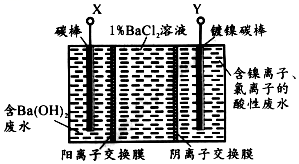 X Y
碳棒 1%BaCl₂溶液 镀镍碳棒
含镍离子、
氯离子的
酸性废水
含Ba(OH)₂
废水
阳离子交换膜 阴离子交换膜